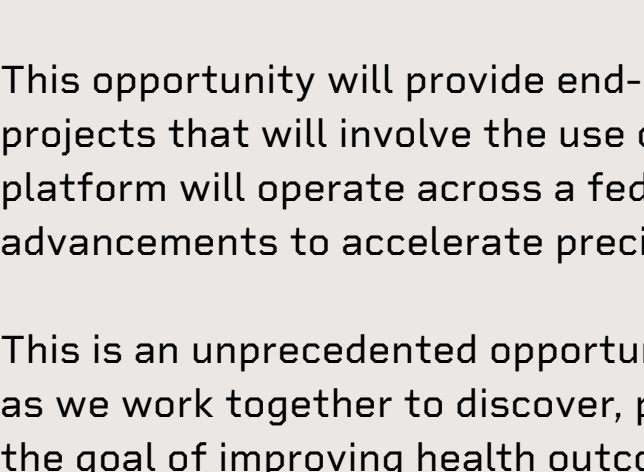 This opportunity will provide end-
projects that will involve the use
platform will operate across a fed
advancements to accelerate preci
This is an unprecedented opportu
as we work together to discover,
the goal of improving health outc